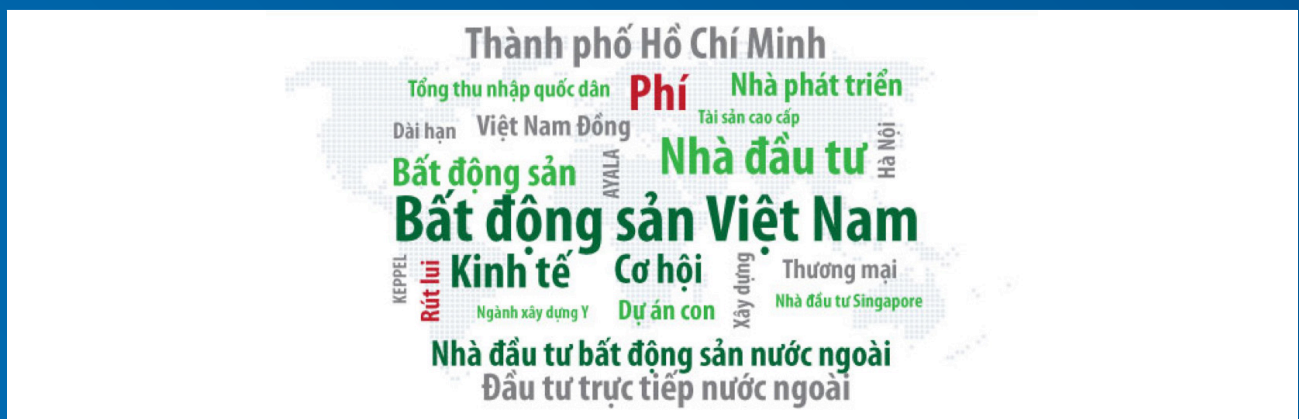 Thành phố Hồ Chí Minh
Tổng thu nhập quốc dân
Phí
Nhà phát triển
Tài sản cao cấp
Dài hạn
Việt Nam Đồng
Hà Nội
Bất động sản
AYALA
Nhà đầu tư
Bất động sản Việt Nam
KEPPEL
Rút lui
Kinh tế
Cơ hội
Xây dựng
Thương mại
Ngành xây dựng Y
Dự án con
Nhà đầu tư Singapore
Nhà đầu tư bất động sản nước ngoài
Đầu tư trực tiếp nước ngoài